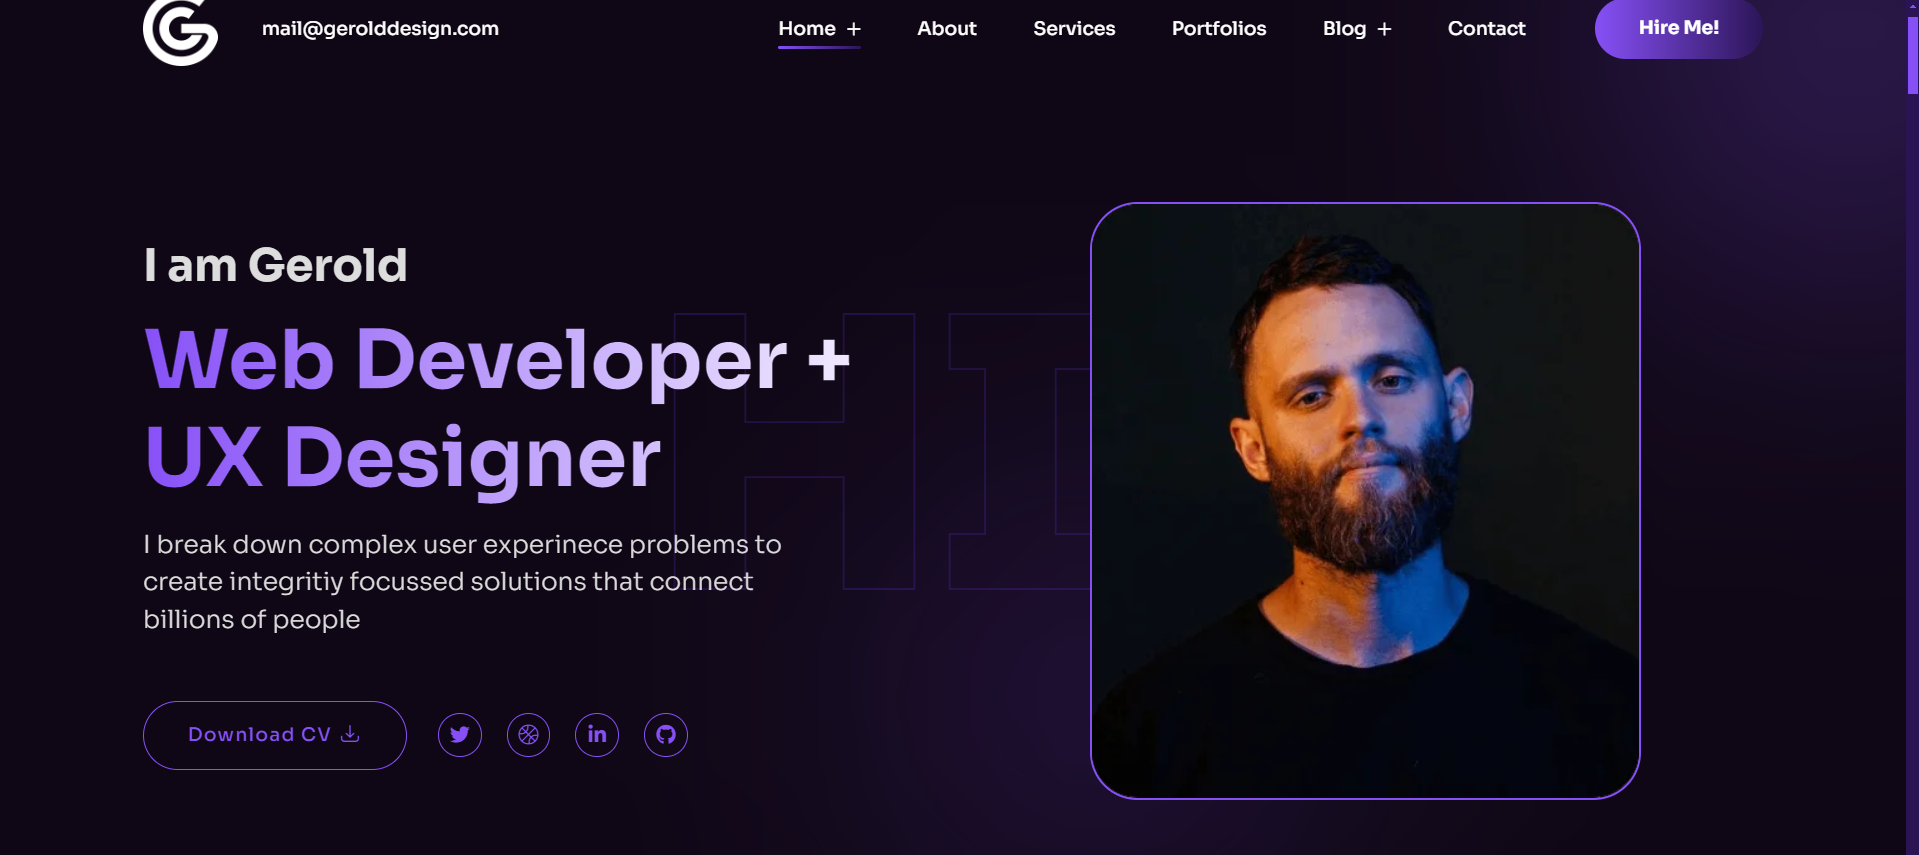 mail@gerolddesign.com
Home +
About
Services
Portfolios
Blog +
Contact
Hire Me!
I am Gerold
Web Developer +
UX Designer
HI
I break down complex user experinece problems to
create integritiy focussed solutions that connect
billions of people
Download CV
in